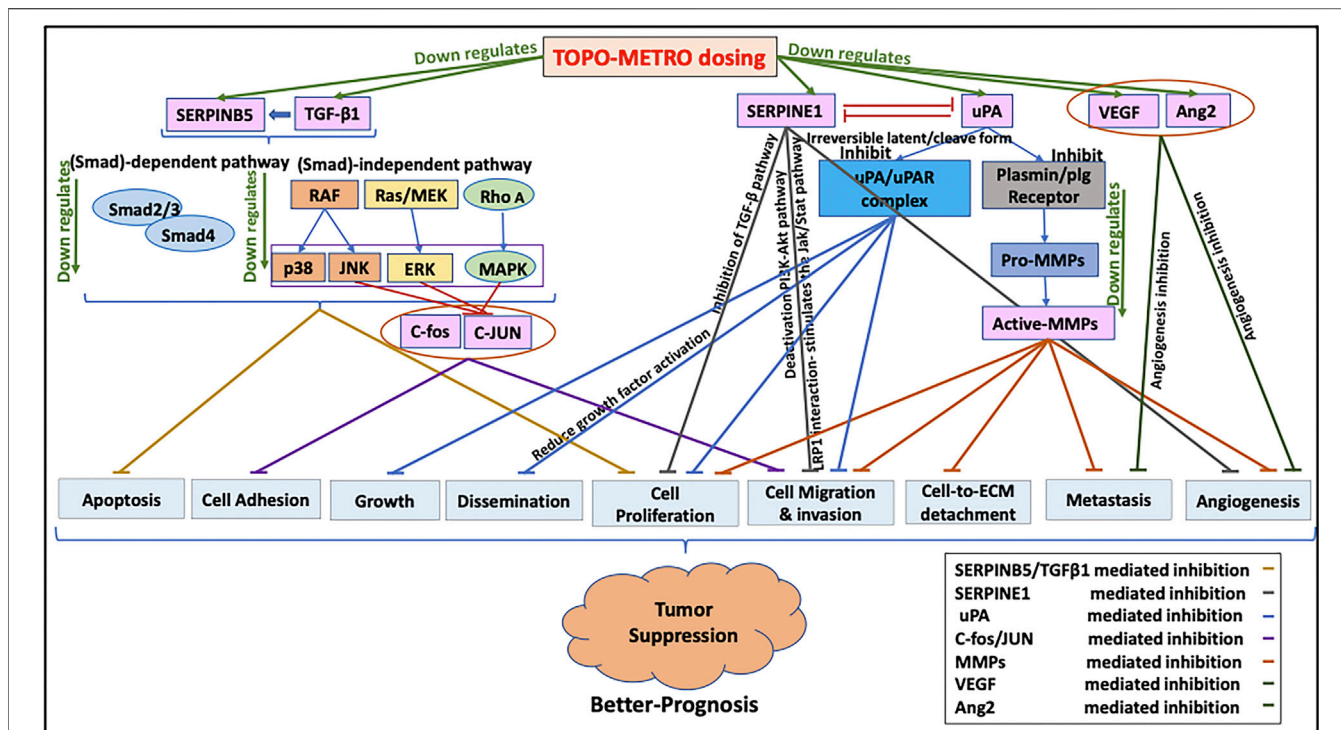 Down regulates
TOPO-METRO dosing
Down regulates
SERPINB5
TGF-β1
SERPINE1
uPA
VEGF
Ang2
Irreversible latent/cleave form
Inhibit
Inhibit
(Smad)-dependent pathway
(Smad)-independent pathway
Down regulates
Smad2/3
Smad4
Down regulates
RAF
Ras/MEK
Rho A
p38
JNK
ERK
MAPK
C-fos
C-JUN
uPA/uPAR
complex
Plasmin/plg
Receptor
Pro-MMPs
Active-MMPs
Down regulates
Inhibition of TGF-β pathway
Deactivation PI3K-Akt pathway
LRP1 interaction- stimulates the Jak/Stat pathway
Reduce growth factor activation
Angiogenesis inhibition
Angiogenesis inhibition
Apoptosis
Cell Adhesion
Growth
Dissemination
Cell
Proliferation
Cell Migration
& invasion
Cell-to-ECM
detachment
Metastasis
Angiogenesis
Tumor
Suppression
Better-Prognosis
SERPINB5/TGFβ1 mediated inhibition
SERPINE1 mediated inhibition
uPA mediated inhibition
C-fos/JUN mediated inhibition
MMPs mediated inhibition
VEGF mediated inhibition
Ang2 mediated inhibition